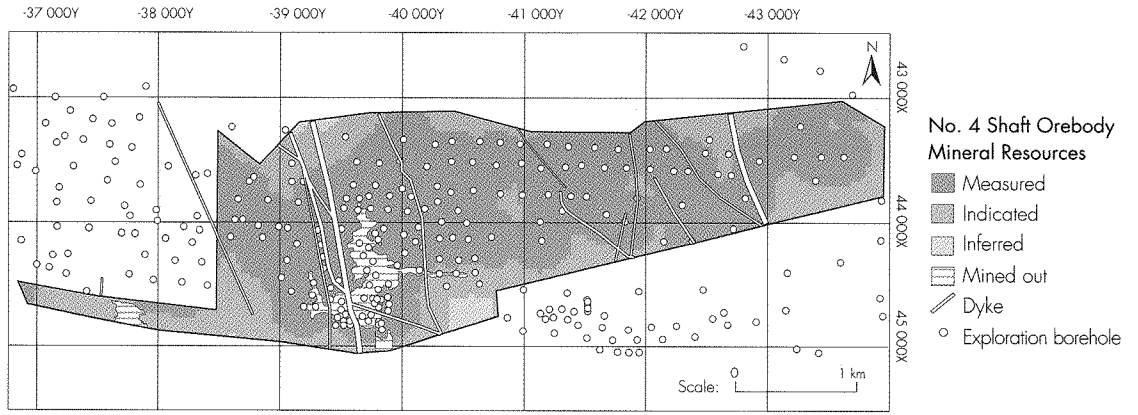 -37 000Y -38 000Y -39 000Y -40 000Y -41 000Y -42 000Y -43 000Y
N
43 000X
44 000X
45 000X
Scale: 0 1 km
No. 4 Shaft Orebody
Mineral Resources
Measured
Indicated
Inferred
Mined out
Dyke
Exploration borehole